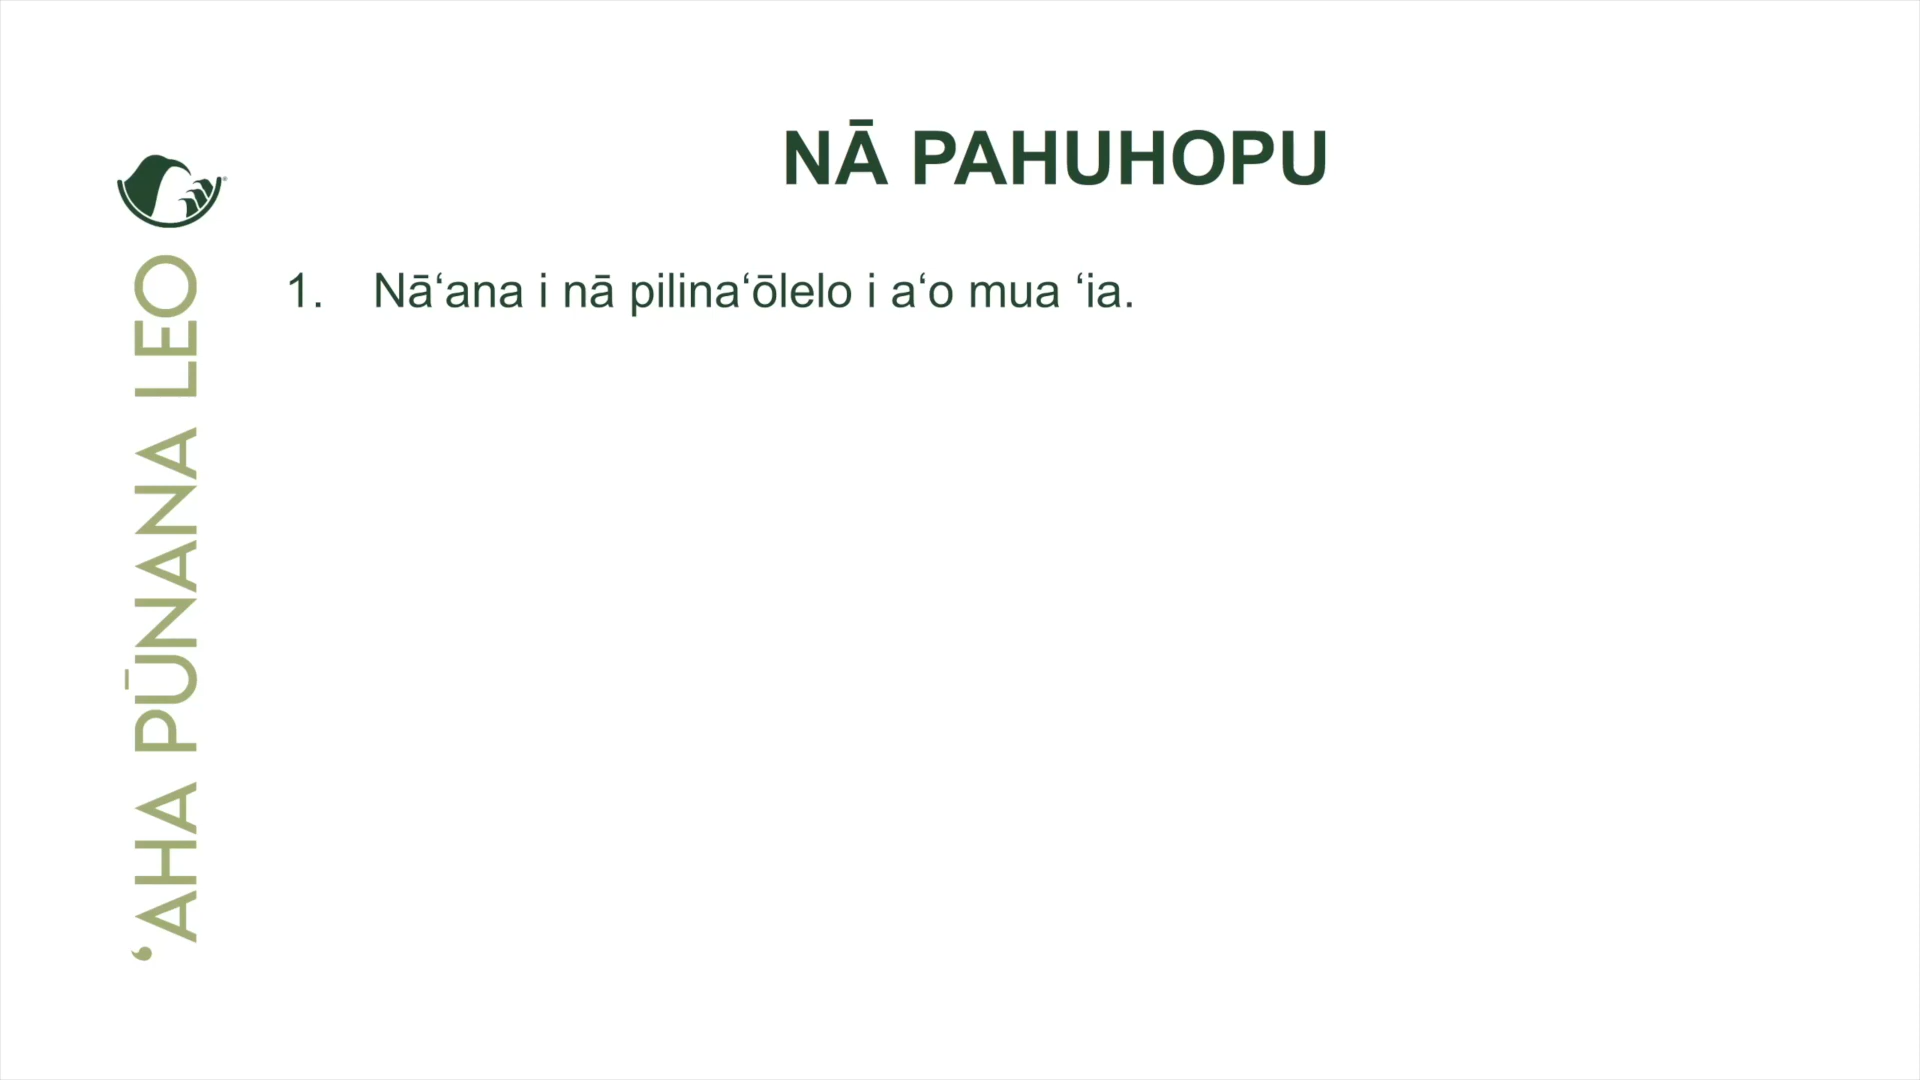 NĀ PAHUHOPU
1. Nāʻana i nā pilinaʻōlelo i aʻo mua ʻia.
ʻAHA PŪNANA LEO